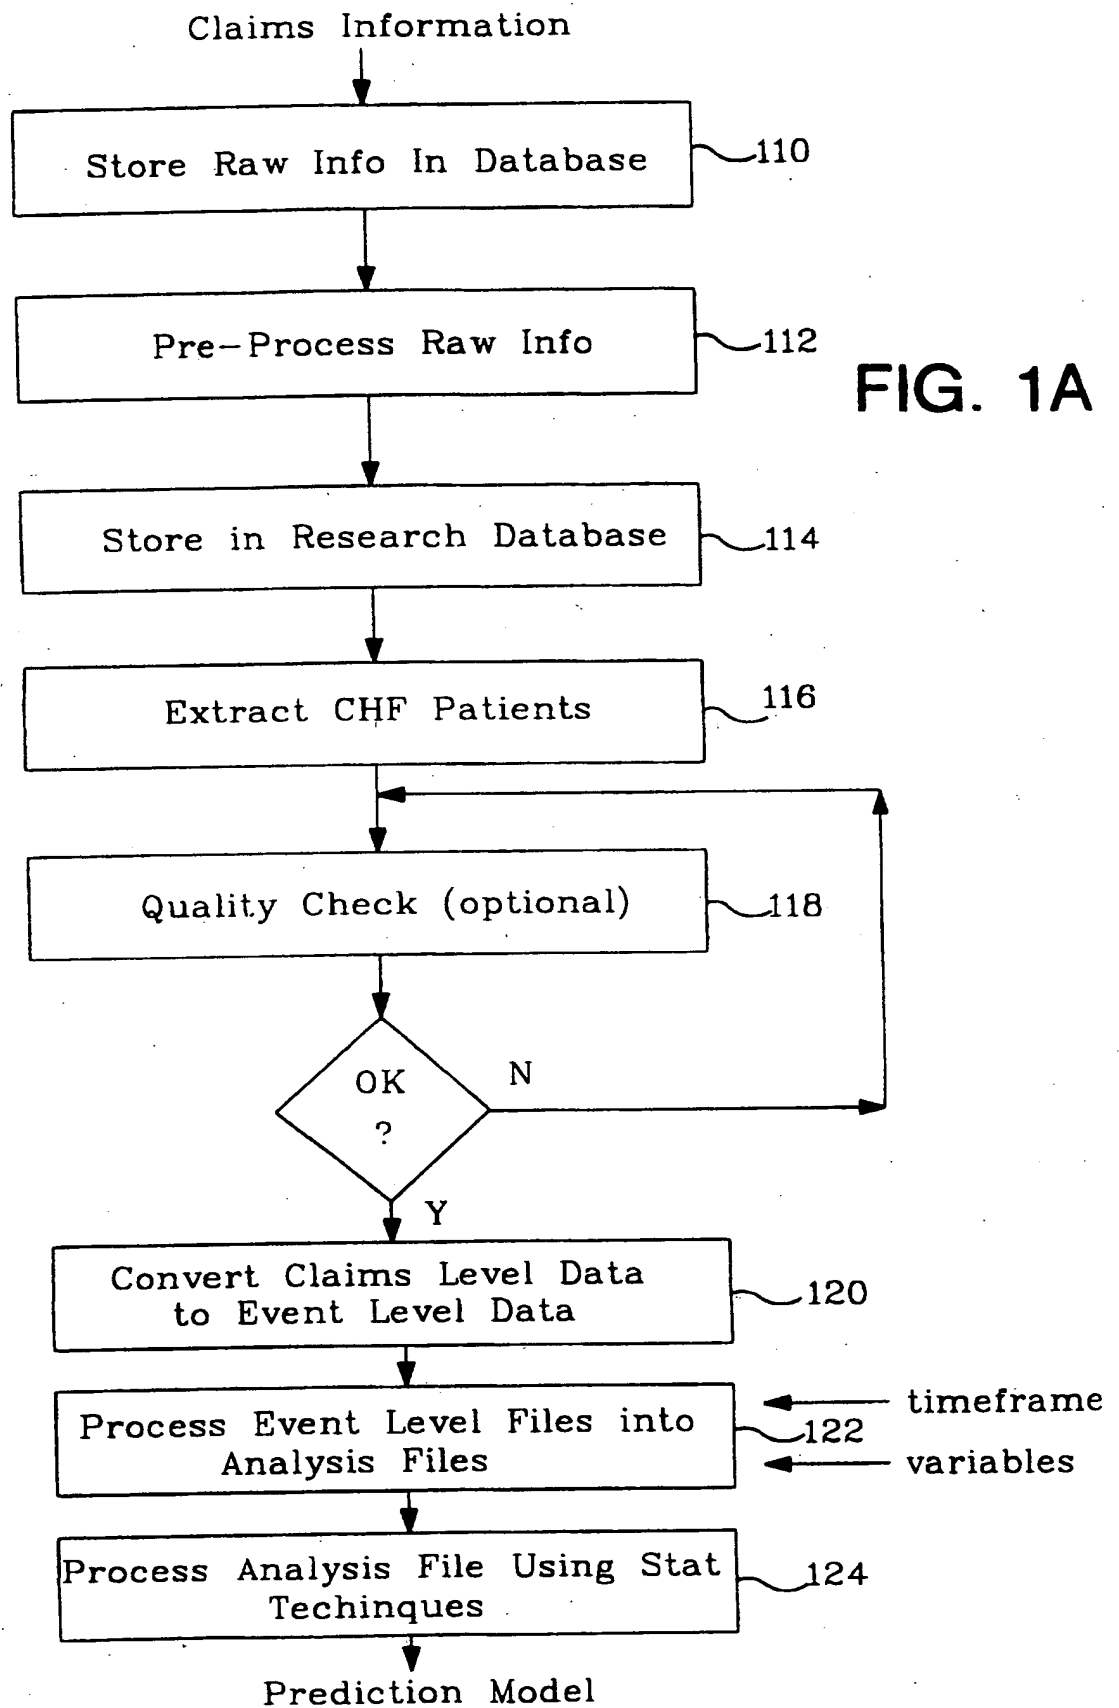 Claims Information
Store Raw Info In Database
110
Pre-Process Raw Info
112
FIG. 1A
Store in Research Database
114
Extract CHF Patients
116
Quality Check (optional)
118
OK
?
N
Y
Convert Claims Level Data
to Event Level Data
120
Process Event Level Files into
Analysis Files
122
timeframe
variables
Process Analysis File Using Stat
Techinques
124
Prediction Model